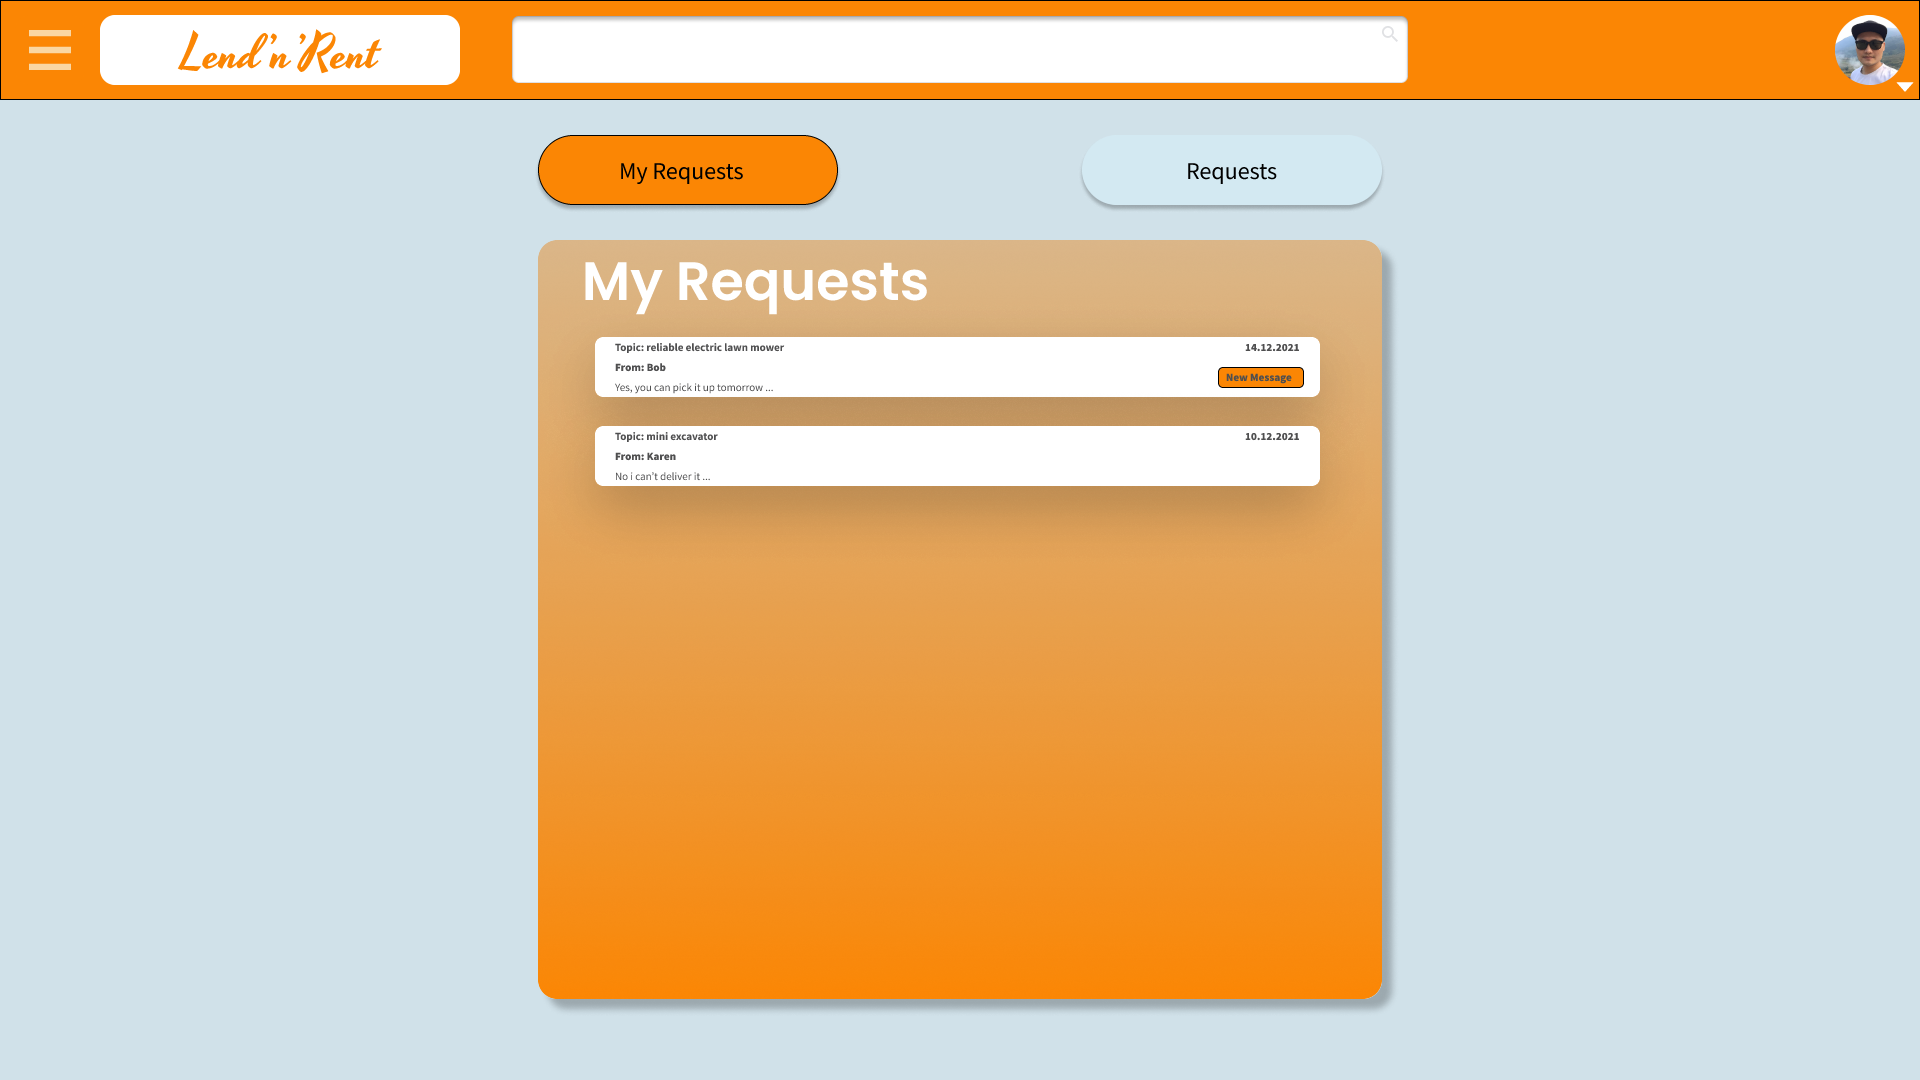 Lend’n’Rent
My Requests
Requests
My Requests
Topic: reliable electric lawn mower
14.12.2021
From: Bob
New Message
Yes, you can pick it up tomorrow ...
Topic: mini excavator
10.12.2021
From: Karen
No i can’t deliver it ...